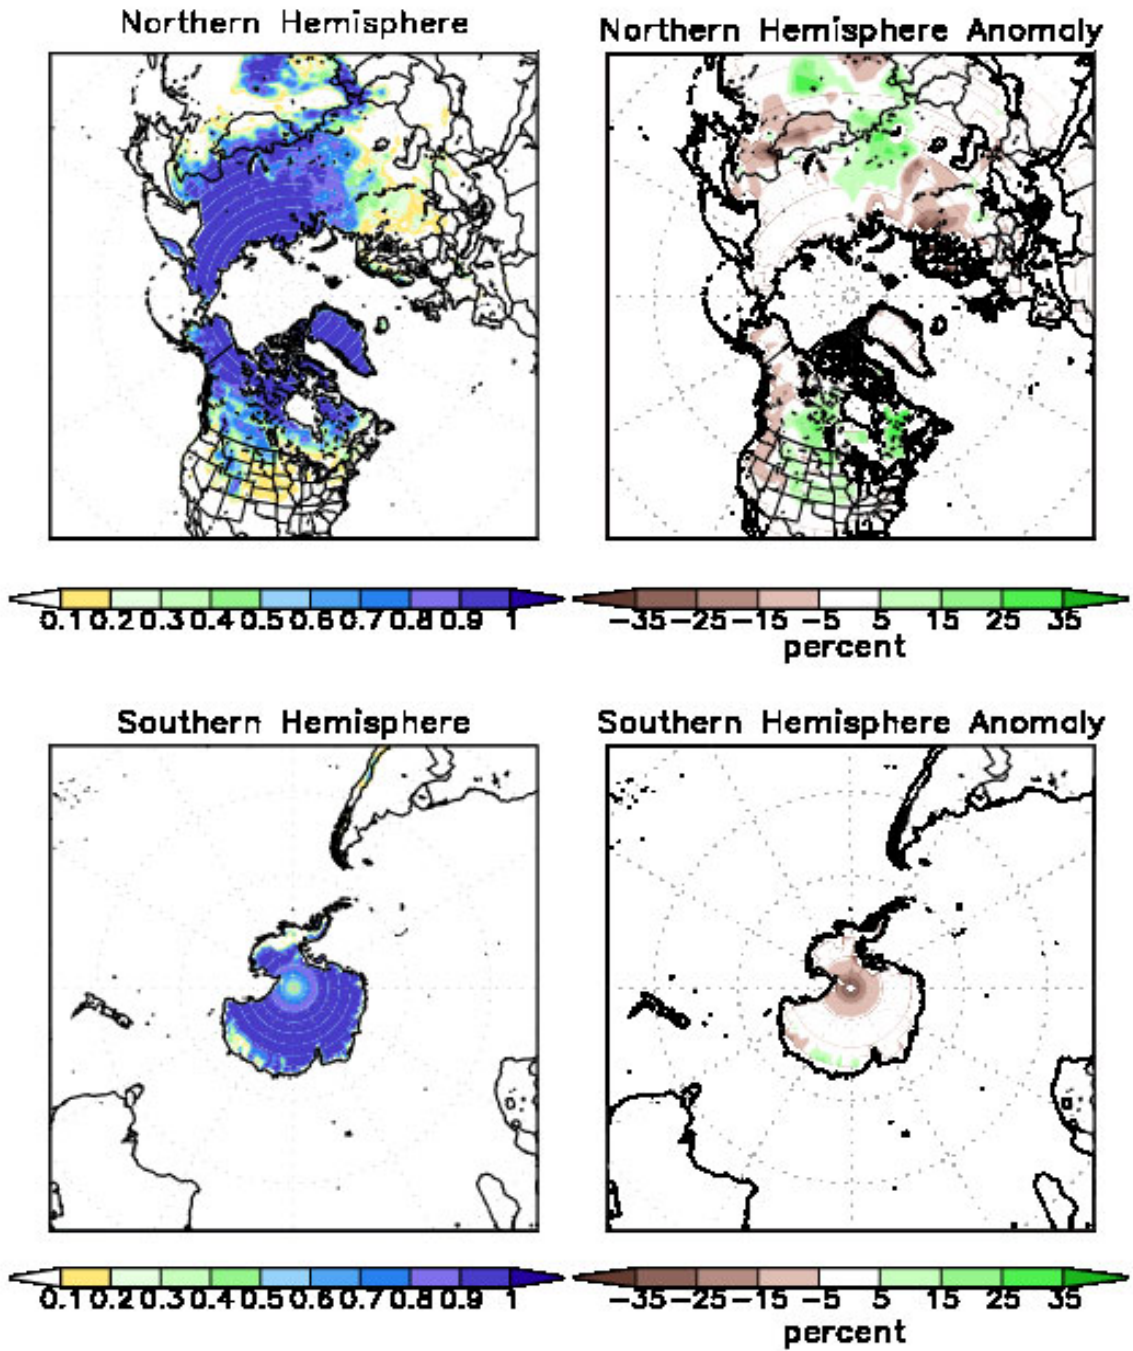 Northern Hemisphere
Northern Hemisphere Anomaly
0.1 0.2 0.3 0.4 0.5 0.6 0.7 0.8 0.9 1
-35 -25 -15 -5 5 15 25 35
percent
Southern Hemisphere
Southern Hemisphere Anomaly
0.1 0.2 0.3 0.4 0.5 0.6 0.7 0.8 0.9 1
-35 -25 -15 -5 5 15 25 35
percent